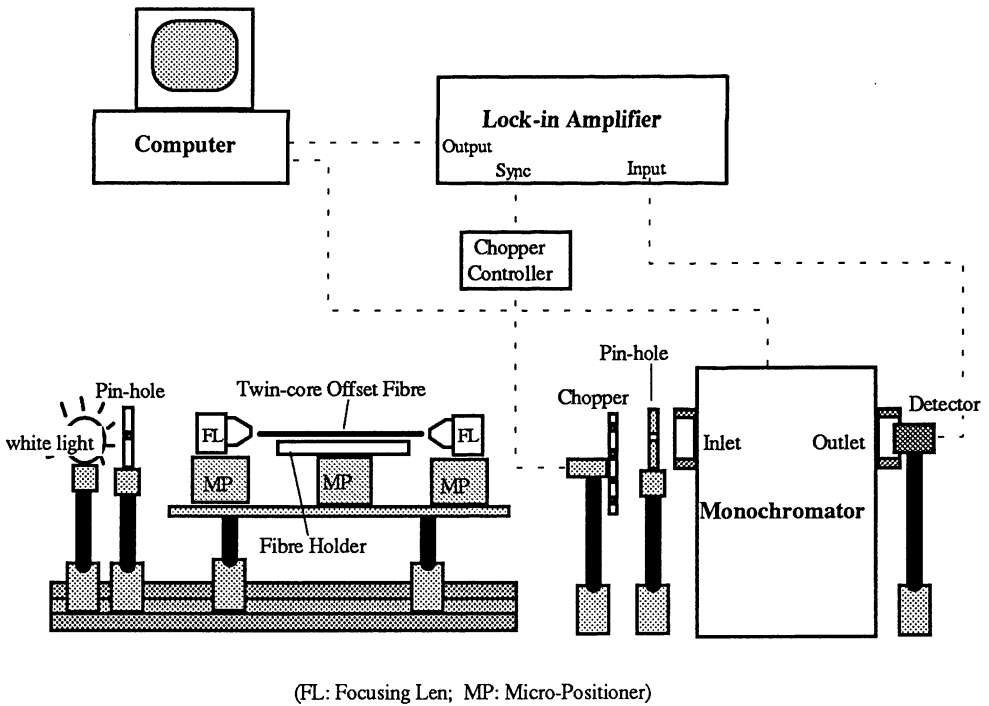 Computer
Lock-in Amplifier
Output
Sync
Input
Chopper
Controller
Pin-hole
Twin-core Offset Fibre
Pin-hole
Chopper
Detector
white light
FL
FL
Inlet
Outlet
MP
MP
MP
Monochromator
Fibre Holder
(FL: Focusing Len; MP: Micro-Positioner)